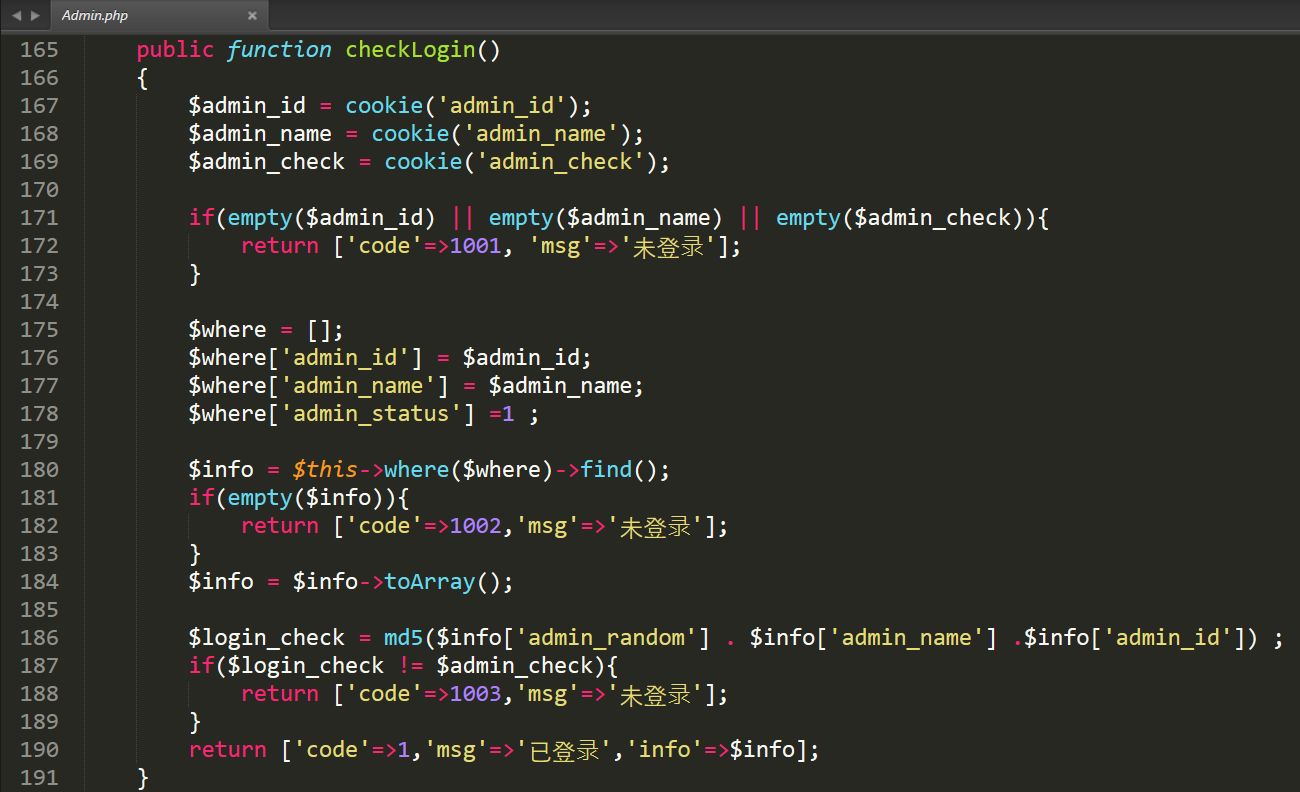 Admin.php
165 public function checkLogin()
166 {
167 $admin_id = cookie('admin_id');
168 $admin_name = cookie('admin_name');
169 $admin_check = cookie('admin_check');
170
171 if(empty($admin_id) || empty($admin_name) || empty($admin_check)){
172 return ['code'=>1001, 'msg'=>'未登录'];
173 }
174
175 $where = [];
176 $where['admin_id'] = $admin_id;
177 $where['admin_name'] = $admin_name;
178 $where['admin_status'] =1 ;
179
180 $info = $this->where($where)->find();
181 if(empty($info)){
182 return ['code'=>1002,'msg'=>'未登录'];
183 }
184 $info = $info->toArray();
185
186 $login_check = md5($info['admin_random'] . $info['admin_name'] .$info['admin_id']) ;
187 if($login_check != $admin_check){
188 return ['code'=>1003,'msg'=>'未登录'];
189 }
190 return ['code'=>1,'msg'=>'已登录','info'=>$info];
191 }